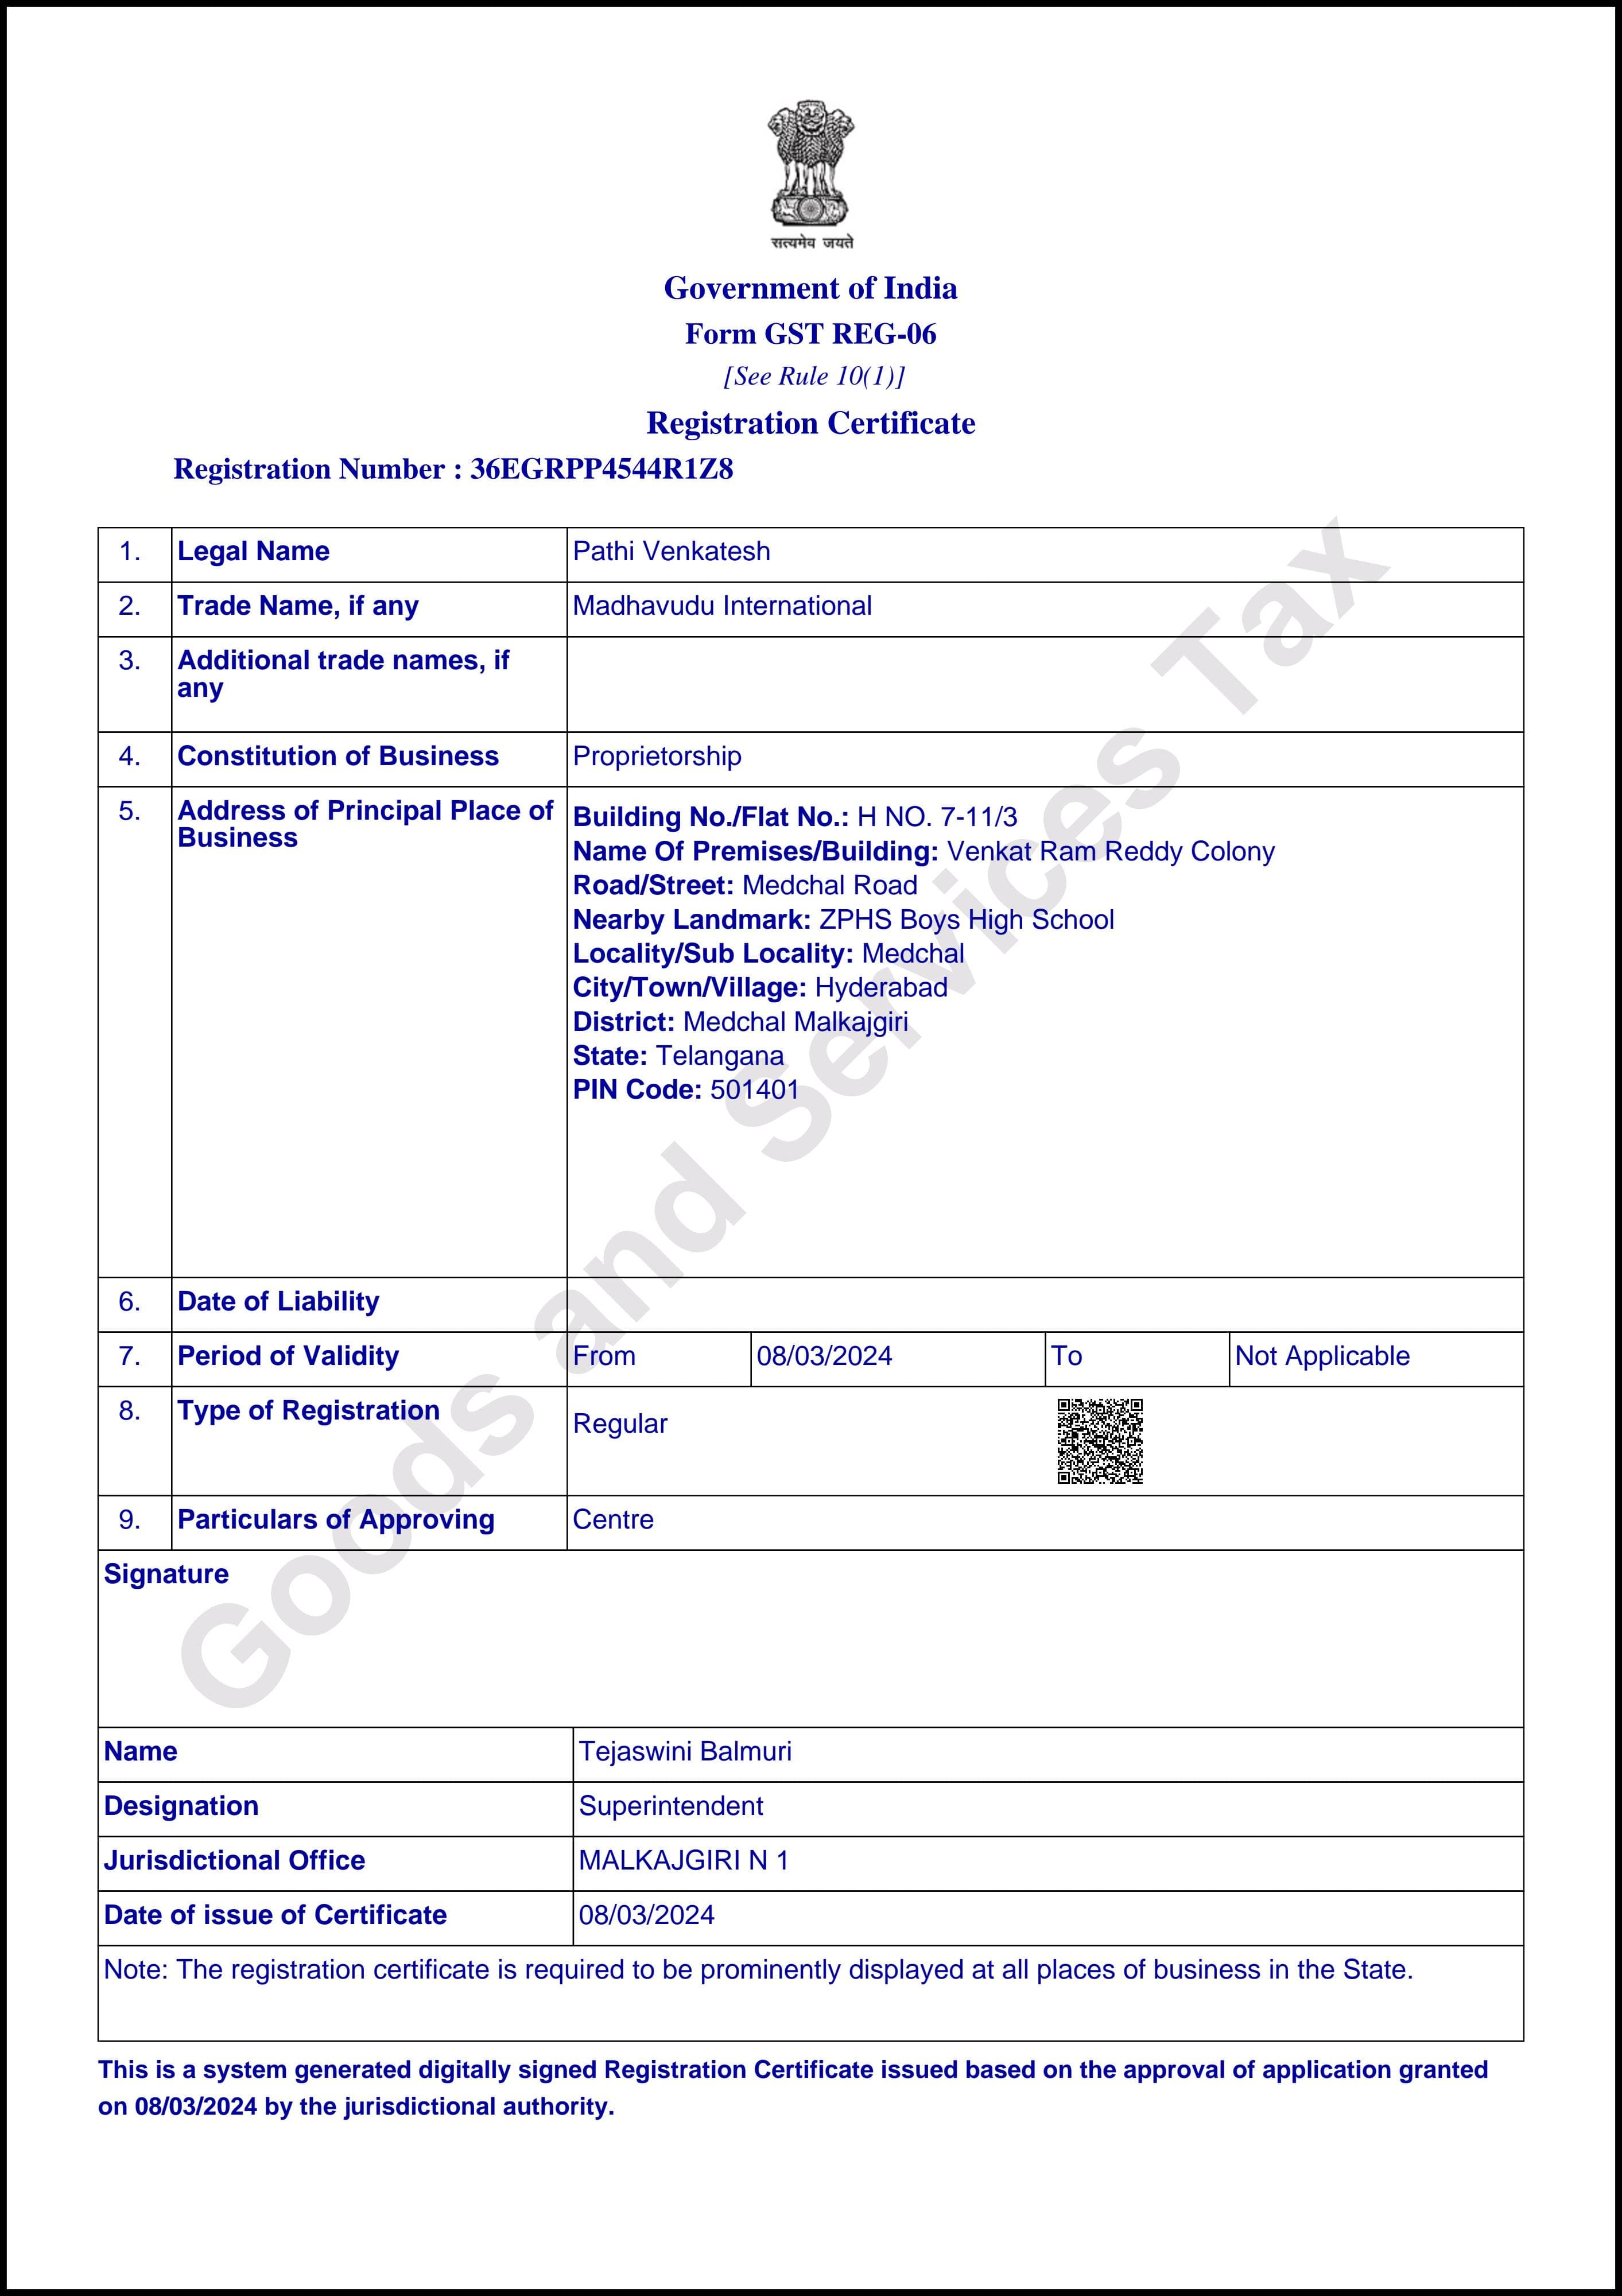 सत्यमेव जयते
Government of India
Form GST REG-06
[See Rule 10(1)]
Registration Certificate
Registration Number : 36EGRPP4544R1Z8
1. Legal Name Pathi Venkatesh
2. Trade Name, if any Madhavudu International
3. Additional trade names, if
any
4. Constitution of Business Proprietorship
5. Address of Principal Place of
Business
Building No./Flat No.: H NO. 7-11/3
Name Of Premises/Building: Venkat Ram Reddy Colony
Road/Street: Medchal Road
Nearby Landmark: ZPHS Boys High School
Locality/Sub Locality: Medchal
City/Town/Village: Hyderabad
District: Medchal Malkajgiri
State: Telangana
PIN Code: 501401
6. Date of Liability
7. Period of Validity From 08/03/2024 To Not Applicable
8. Type of Registration Regular
9. Particulars of Approving Centre
Signature
Name Tejaswini Balmuri
Designation Superintendent
Jurisdictional Office MALKAJGIRI N 1
Date of issue of Certificate 08/03/2024
Note: The registration certificate is required to be prominently displayed at all places of business in the State.
This is a system generated digitally signed Registration Certificate issued based on the approval of application granted
on 08/03/2024 by the jurisdictional authority.
Goods and Services Tax